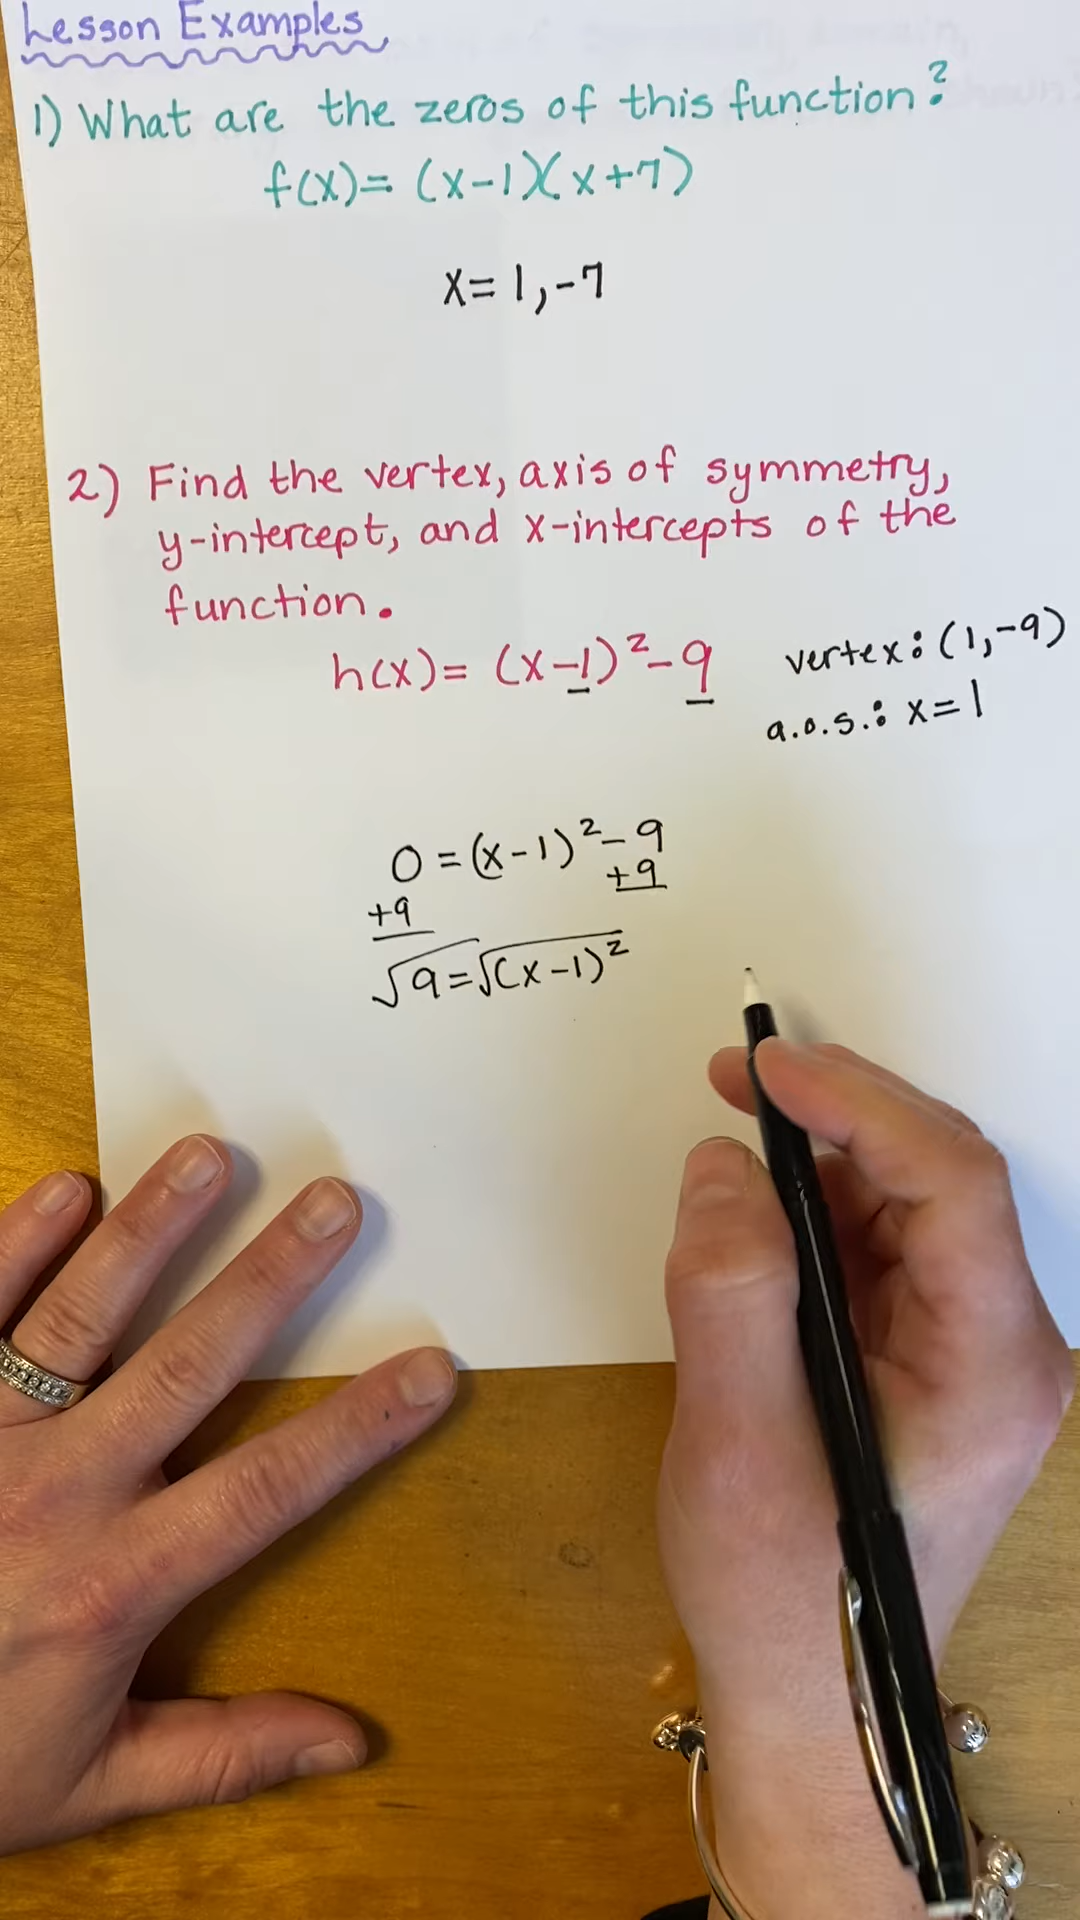 Lesson Examples
1) What are the zeros of this function?
f(x)= (x-1)(x+7)
x= 1,-7
2) Find the vertex, axis of symmetry,
y-intercept, and x-intercepts of the
function.
h(x)= (x-1)²-9
vertex: (1,-9)
a.o.s.: x=1
0 = (x-1)²-9
+9 +9
√9=√(x-1)²